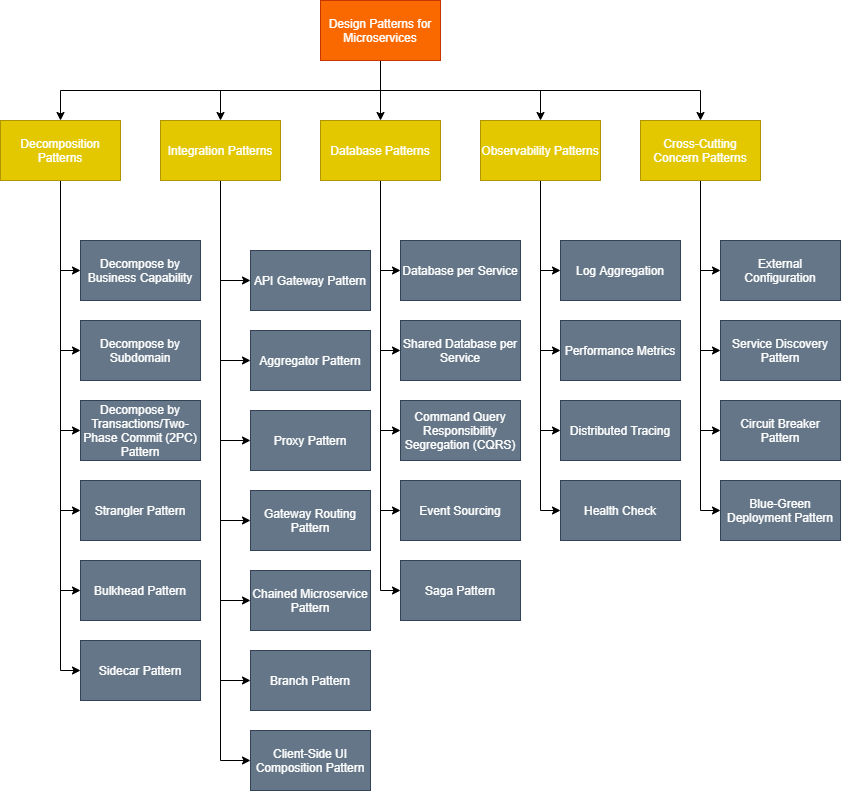 Design Patterns for
Microservices
Decomposition
Patterns
Integration Patterns
Database Patterns
Observability Patterns
Cross-Cutting
Concern Patterns
Decompose by
Business Capability
Decompose by
Subdomain
Decompose by
Transactions/Two-
Phase Commit (2PC)
Pattern
Strangler Pattern
Bulkhead Pattern
Sidecar Pattern
API Gateway Pattern
Aggregator Pattern
Proxy Pattern
Gateway Routing
Pattern
Chained Microservice
Pattern
Branch Pattern
Client-Side UI
Composition Pattern
Database per Service
Shared Database per
Service
Command Query
Responsibility
Segregation (CQRS)
Event Sourcing
Saga Pattern
Log Aggregation
Performance Metrics
Distributed Tracing
Health Check
External
Configuration
Service Discovery
Pattern
Circuit Breaker
Pattern
Blue-Green
Deployment Pattern